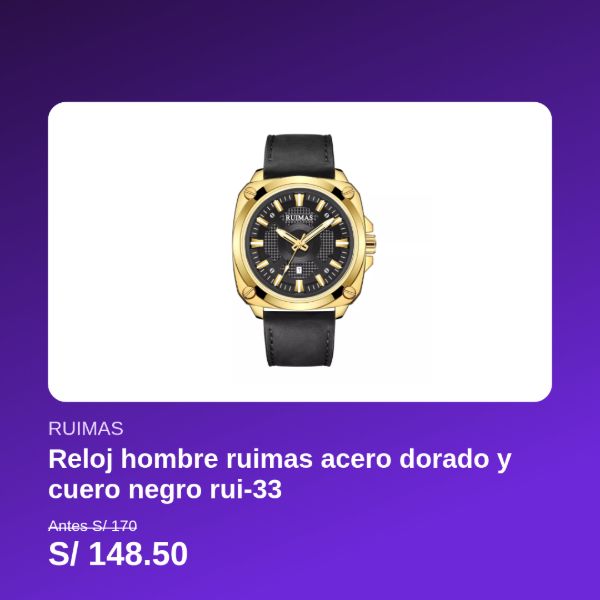 RUIMAS
RUIMAS
Reloj hombre ruimas acero dorado y
cuero negro rui-33
Antes S/ 170
S/ 148.50